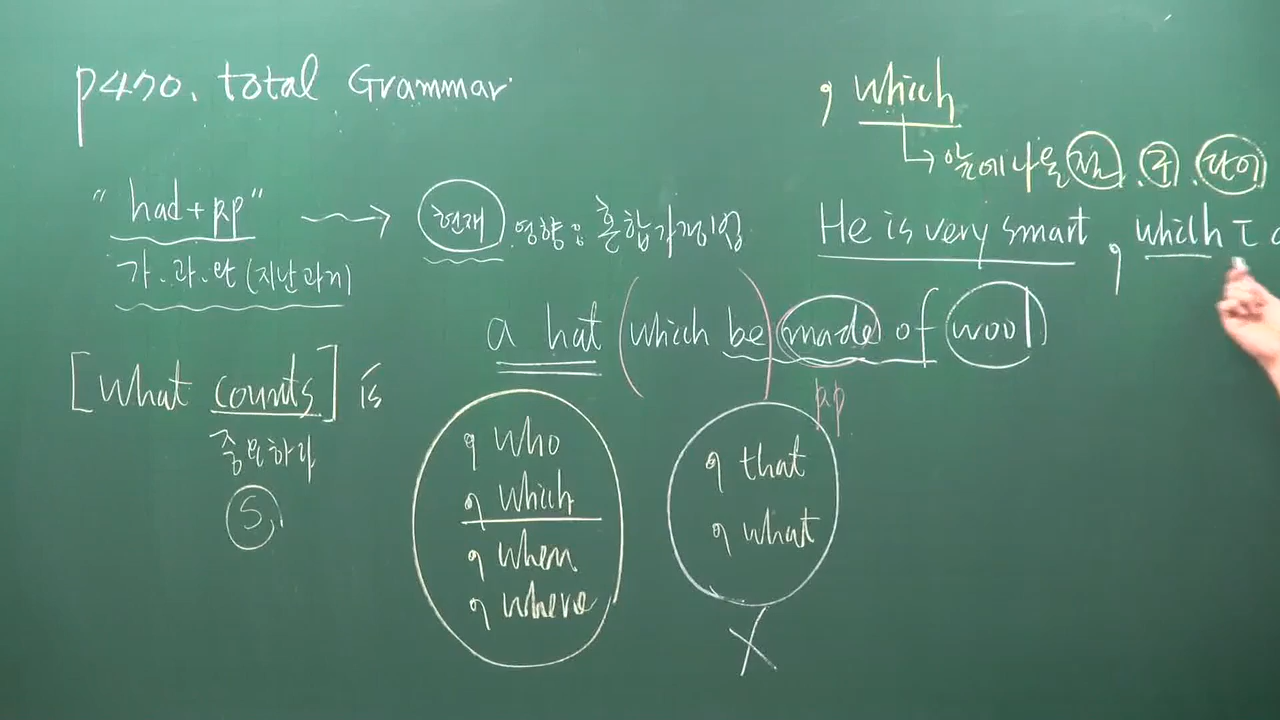 p470. total Grammar
, which
→ 앞에 나올 절 . 구 . 단어
"had+pp" → 현재 영향 : 혼합가정법
가.과.완 (지난 과거)
He is very smart , which I
a hat (which be) made of wool
pp
[What counts] is
중요하다
S
, who
, which
, when
, where
, that
, what
X